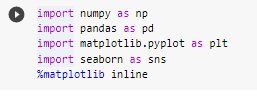 import numpy as np
import pandas as pd
import matplotlib.pyplot as plt
import seaborn as sns
%matplotlib inline